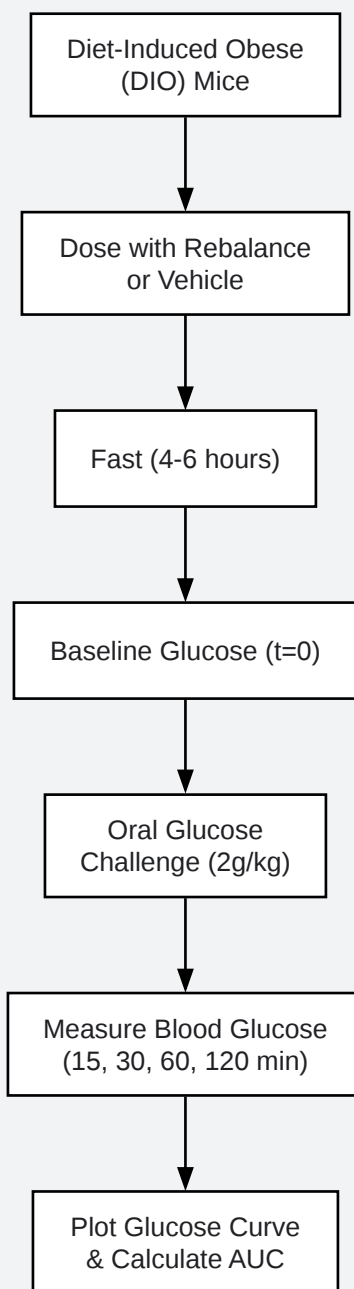 Diet-Induced Obese
(DIO) Mice
Dose with Rebalance
or Vehicle
Fast (4-6 hours)
Baseline Glucose (t=0)
Oral Glucose
Challenge (2g/kg)
Measure Blood Glucose
(15, 30, 60, 120 min)
Plot Glucose Curve
& Calculate AUC